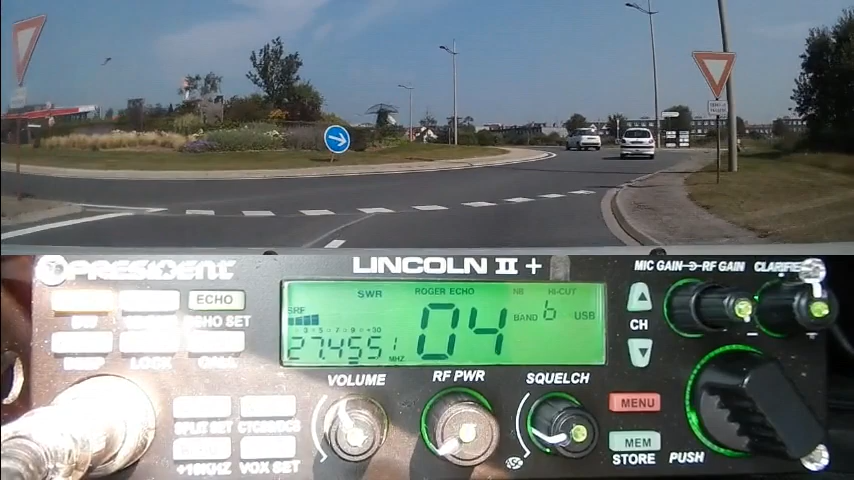 PRESIDENT
LINCOLN II +
MIC GAIN RF GAIN CLARIFIER
SWR ROGER ECHO NB HI-CUT
ECHO
BAND 6 USB
04
27.4551 MHZ
CH
ECHO SET
LOCK
VOLUME RF PWR SQUELCH
MENU
SPLIT SET
MEM
+10KHZ VOX SET
STORE PUSH